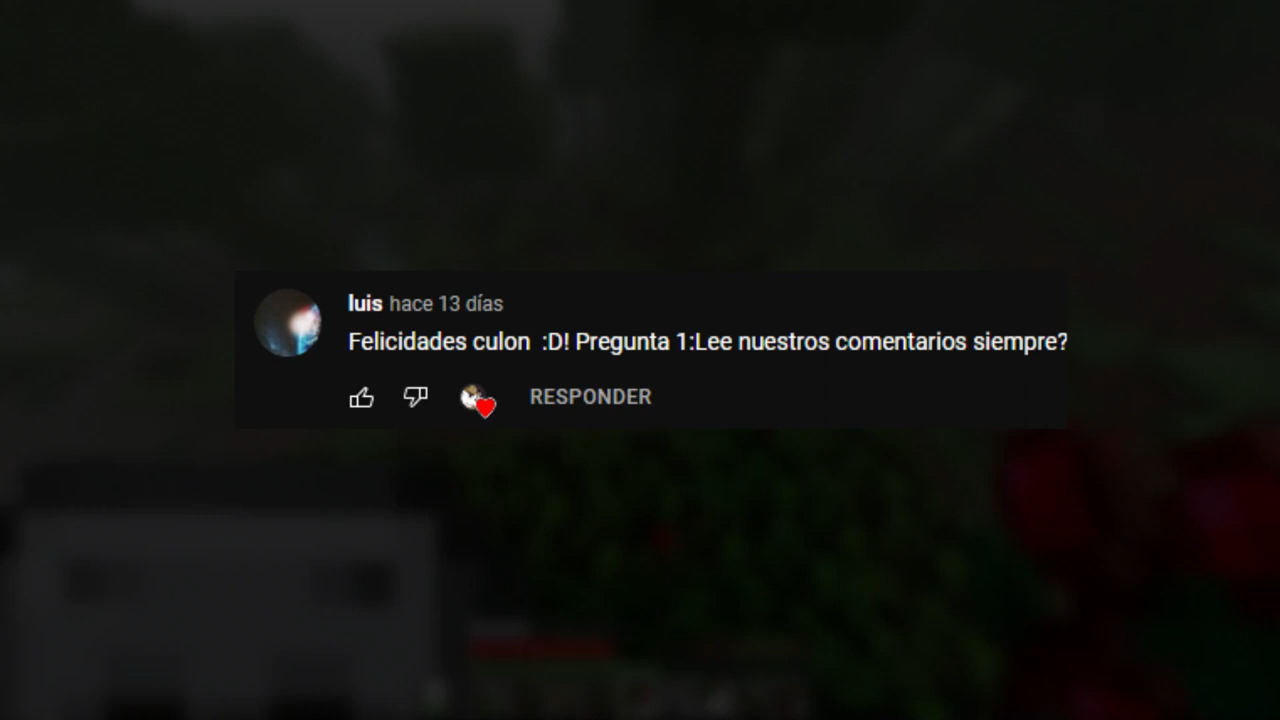 luis hace 13 días
Felicidades culon :D! Pregunta 1:Lee nuestros comentarios siempre?
RESPONDER